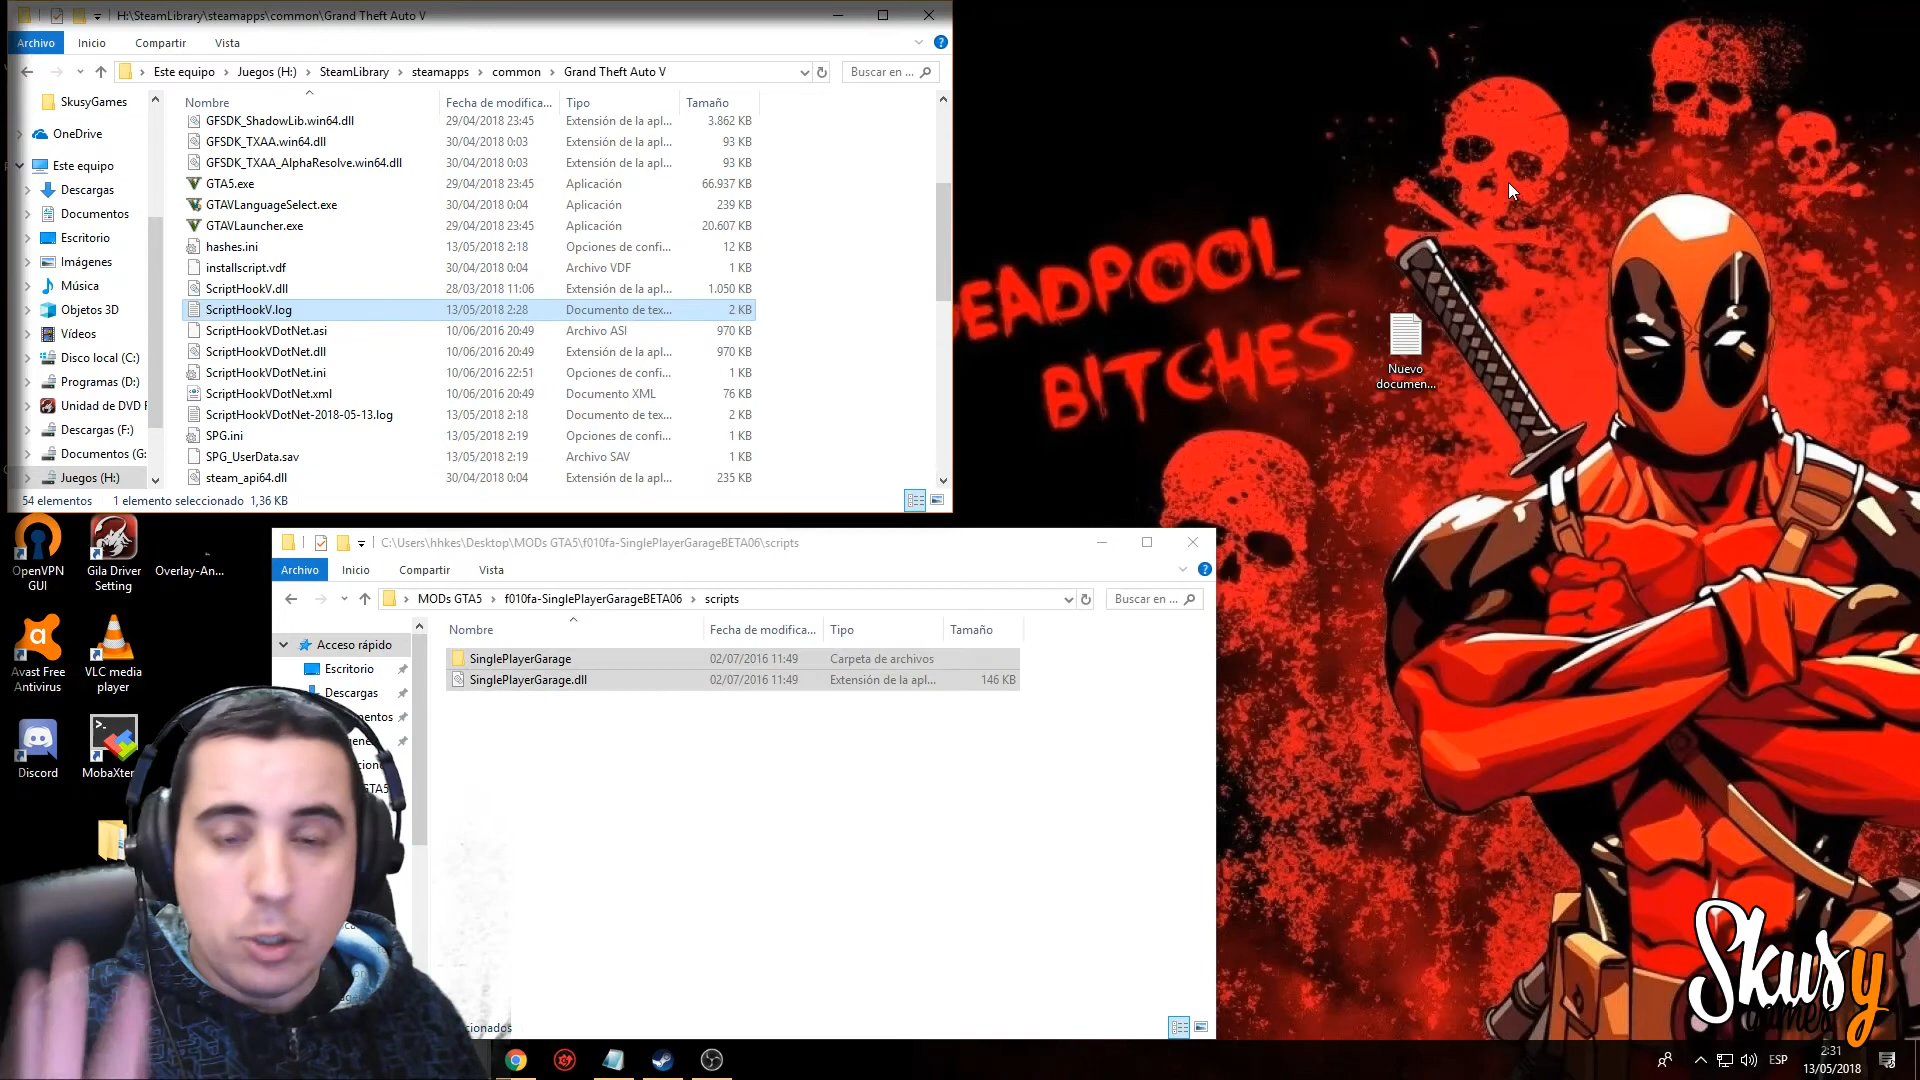 H:\SteamLibrary\steamapps\common\Grand Theft Auto V
Archivo Inicio Compartir Vista
Este equipo Juegos (H:) SteamLibrary steamapps common Grand Theft Auto V Buscar en ...
SkusyGames
OneDrive
Este equipo
Descargas
Documentos
Escritorio
Imágenes
Música
Objetos 3D
Vídeos
Disco local (C:)
Programas (D:)
Unidad de DVD F
Descargas (F:)
Documentos (G:
Juegos (H:)
Nombre Fecha de modifica... Tipo Tamaño
GFSDK_ShadowLib.win64.dll 29/04/2018 23:45 Extensión de la apl... 3.862 KB
GFSDK_TXAA.win64.dll 30/04/2018 0:03 Extensión de la apl... 93 KB
GFSDK_TXAA_AlphaResolve.win64.dll 30/04/2018 0:03 Extensión de la apl... 93 KB
GTA5.exe 29/04/2018 23:45 Aplicación 66.937 KB
GTAVLanguageSelect.exe 30/04/2018 0:04 Aplicación 239 KB
GTAVLauncher.exe 29/04/2018 23:45 Aplicación 20.607 KB
hashes.ini 13/05/2018 2:18 Opciones de confi... 12 KB
installscript.vdf 30/04/2018 0:04 Archivo VDF 1 KB
ScriptHookV.dll 28/03/2018 11:06 Extensión de la apl... 1.050 KB
ScriptHookV.log 13/05/2018 2:28 Documento de tex... 2 KB
ScriptHookVDotNet.asi 10/06/2016 20:49 Archivo ASI 970 KB
ScriptHookVDotNet.dll 10/06/2016 20:49 Extensión de la apl... 970 KB
ScriptHookVDotNet.ini 10/06/2016 22:51 Opciones de confi... 1 KB
ScriptHookVDotNet.xml 10/06/2016 20:49 Documento XML 76 KB
ScriptHookVDotNet-2018-05-13.log 13/05/2018 2:18 Documento de tex... 2 KB
SPG.ini 13/05/2018 2:19 Opciones de confi... 1 KB
SPG_UserData.sav 13/05/2018 2:19 Archivo SAV 1 KB
steam_api64.dll 30/04/2018 0:04 Extensión de la apl... 235 KB
54 elementos 1 elemento seleccionado 1,36 KB
DEADPOOL
BITCHES
Nuevo
documen...
OpenVPN
GUI
Gila Driver
Setting
Overlay-An...
Avast Free
Antivirus
VLC media
player
Discord
MobaXter
C:\Users\hhkes\Desktop\MODs GTA5\f010fa-SinglePlayerGarageBETA06\scripts
Archivo Inicio Compartir Vista
MODs GTA5 f010fa-SinglePlayerGarageBETA06 scripts Buscar en ...
Acceso rápido
Escritorio
Descargas
mentos
Nombre Fecha de modifica... Tipo Tamaño
SinglePlayerGarage 02/07/2016 11:49 Carpeta de archivos
SinglePlayerGarage.dll 02/07/2016 11:49 Extensión de la apl... 146 KB
cionados
Skusy
Games
ESP
2:31
13/05/2018